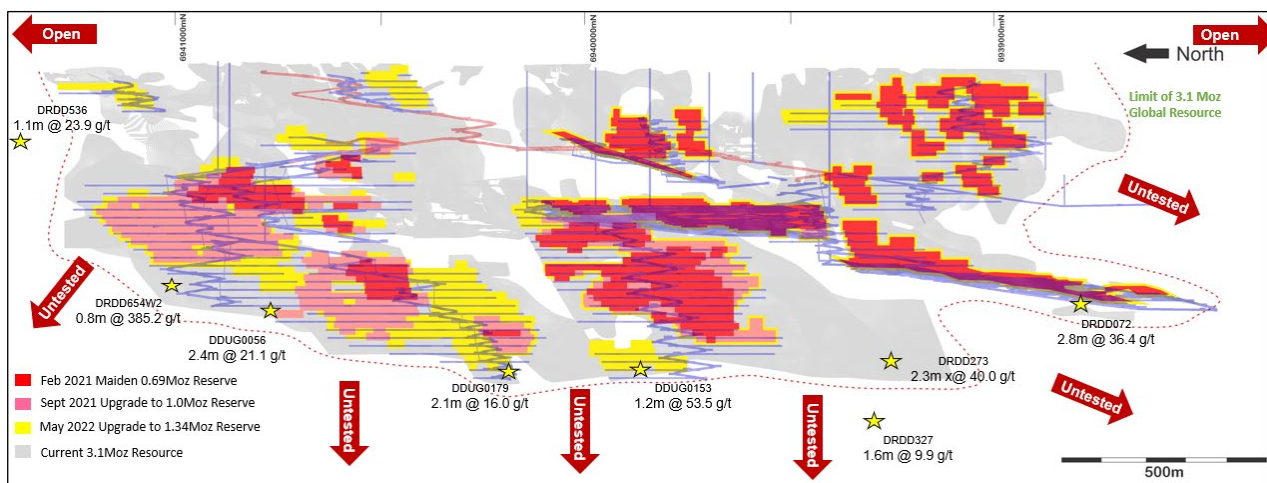 Open
6941000mN
6940000mN
6939000mN
Open
North
Limit of 3.1 Moz
Global Resource
DRDD536
1.1m @ 23.9 g/t
Untested
Untested
DRDD654W2
0.8m @ 385.2 g/t
DDUG0056
2.4m @ 21.1 g/t
DRDD072
2.8m @ 36.4 g/t
DRDD273
2.3m x@ 40.0 g/t
DDUG0179
2.1m @ 16.0 g/t
DDUG0153
1.2m @ 53.5 g/t
Untested
Untested
Untested
Untested
DRDD327
1.6m @ 9.9 g/t
Feb 2021 Maiden 0.69Moz Reserve
Sept 2021 Upgrade to 1.0Moz Reserve
May 2022 Upgrade to 1.34Moz Reserve
Current 3.1Moz Resource
500m